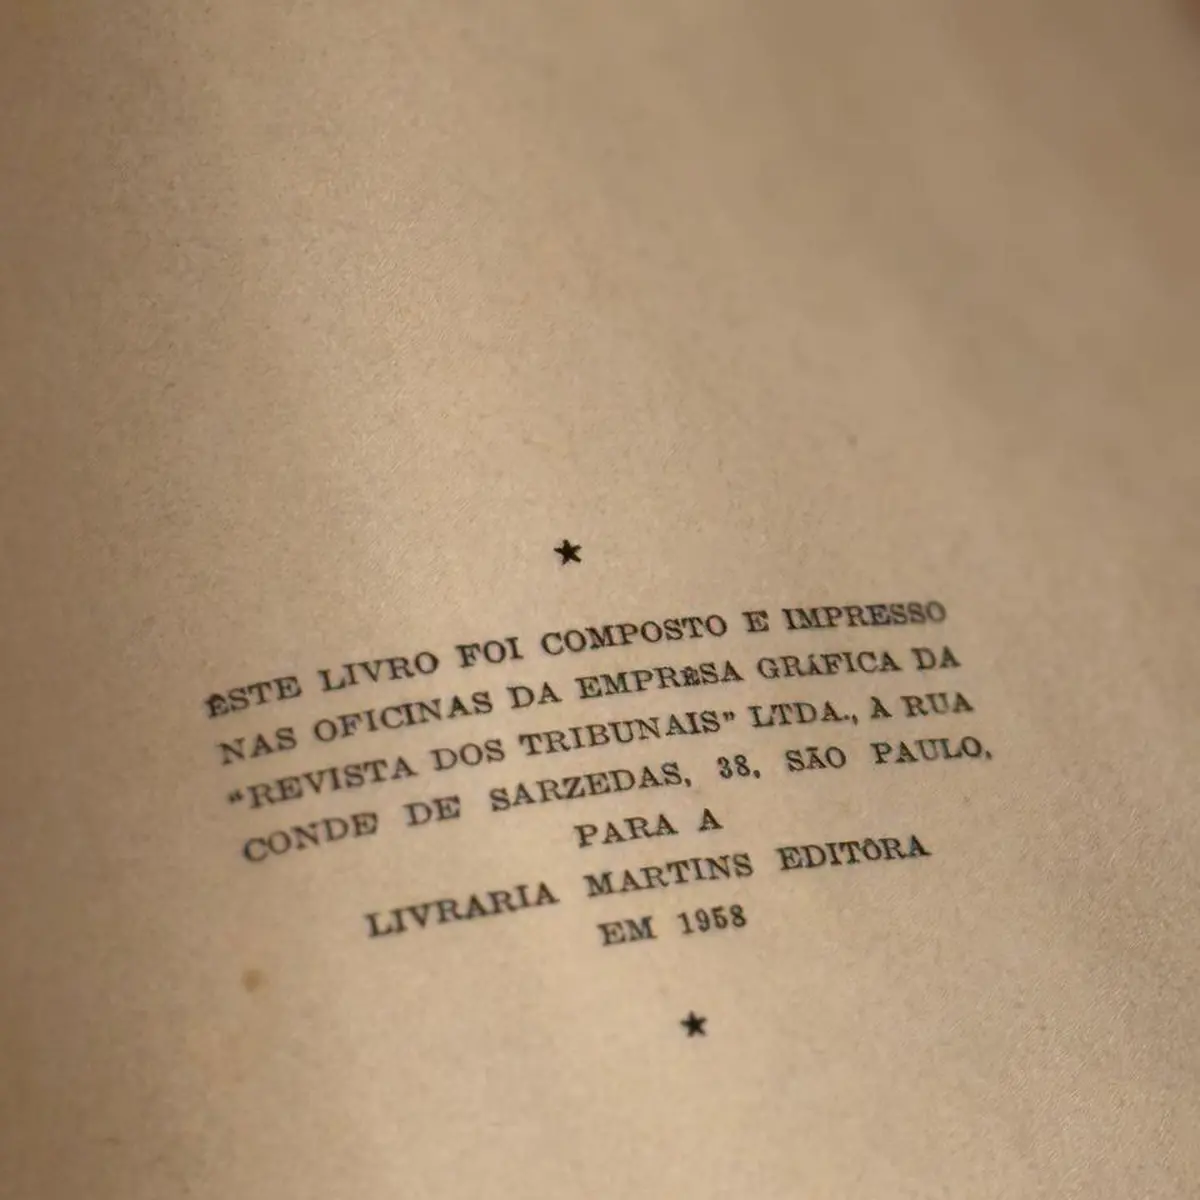 ÊSTE LIVRO FOI COMPOSTO E IMPRESSO
NAS OFICINAS DA EMPRÊSA GRÁFICA DA
"REVISTA DOS TRIBUNAIS" LTDA., A RUA
CONDE DE SARZEDAS, 38, SÃO PAULO,
PARA A
LIVRARIA MARTINS EDITÔRA
EM 1958